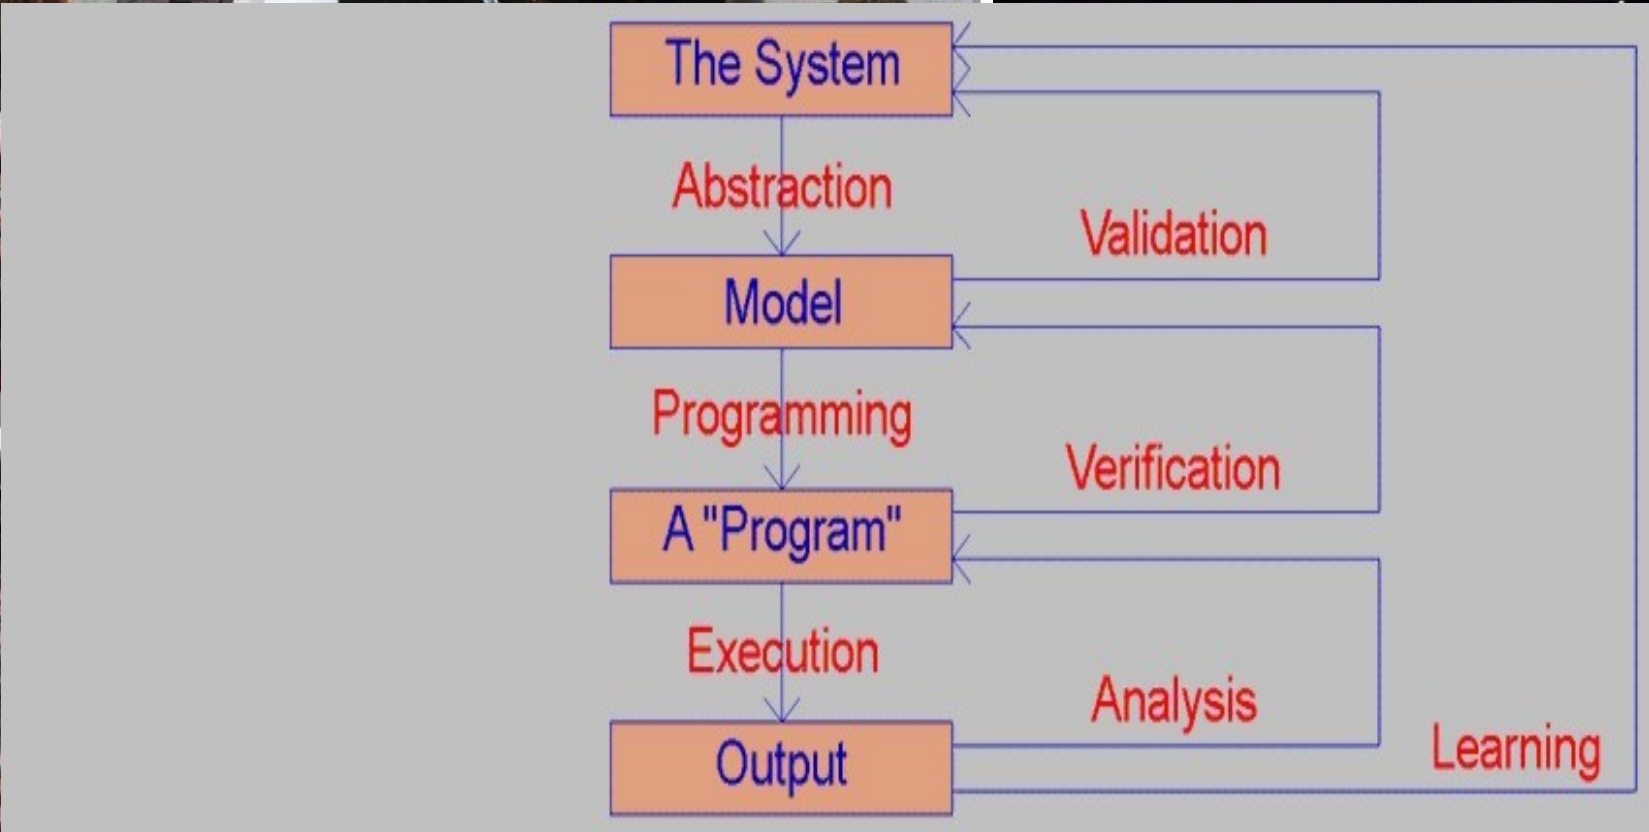 The System
Abstraction
Validation
Model
Programming
Verification
A "Program"
Execution
Analysis
Learning
Output